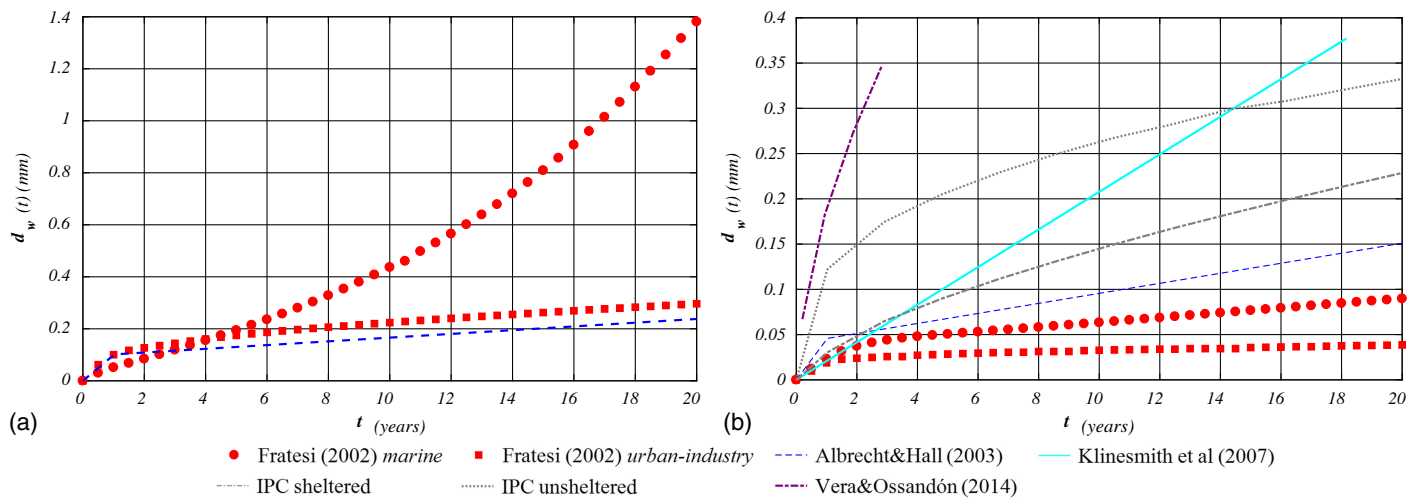 1.4
1.2
1
0.8
0.6
0.4
0.2
0
d w (t) (mm)
0 2 4 6 8 10 12 14 16 18 20
t (years)
(a)
0.4
0.35
0.3
0.25
0.2
0.15
0.1
0.05
0
d w (t) (mm)
0 2 4 6 8 10 12 14 16 18 20
t (years)
(b)
Fratesi (2002) marine
Fratesi (2002) urban-industry
Albrecht&Hall (2003)
Klinesmith et al (2007)
IPC sheltered
IPC unsheltered
Vera&Ossandón (2014)